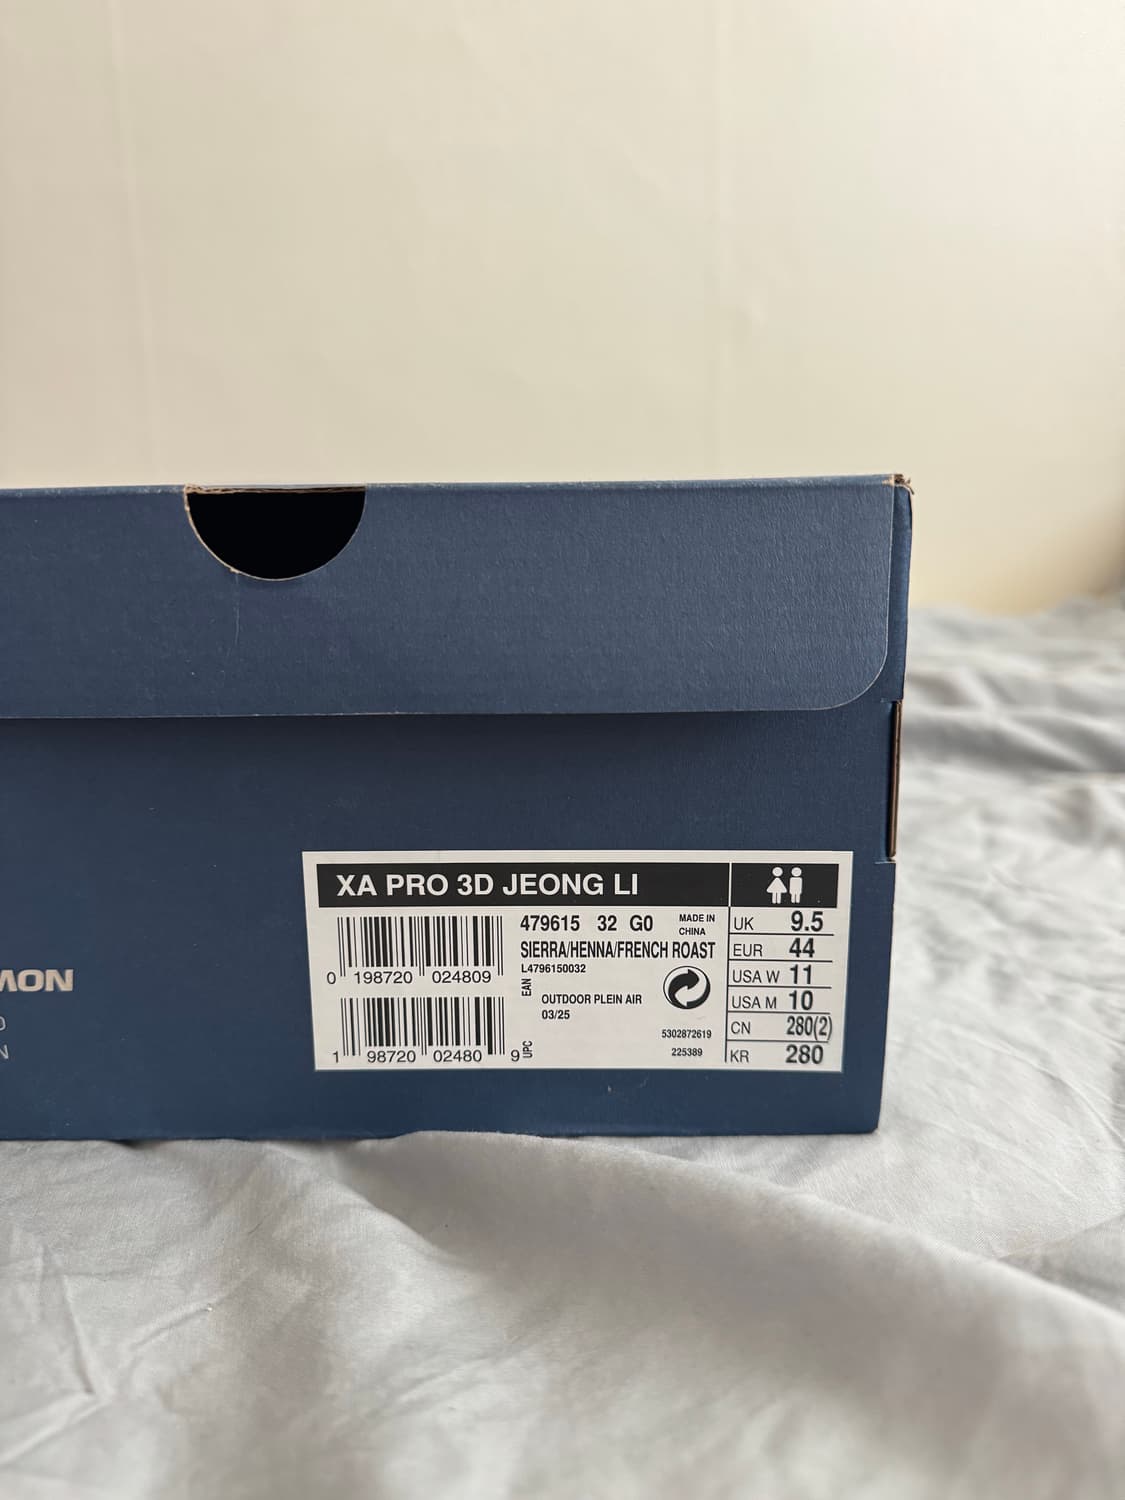 XA PRO 3D JEONG LI
479615 32 G0
MADE IN
CHINA
SIERRA/HENNA/FRENCH ROAST
L4796150032
EAN
0 198720 024809
OUTDOOR PLEIN AIR
03/25
5302872619
225389
1 98720 02480 9
UPC
UK 9.5
EUR 44
USA W 11
USA M 10
CN 280(2)
KR 280